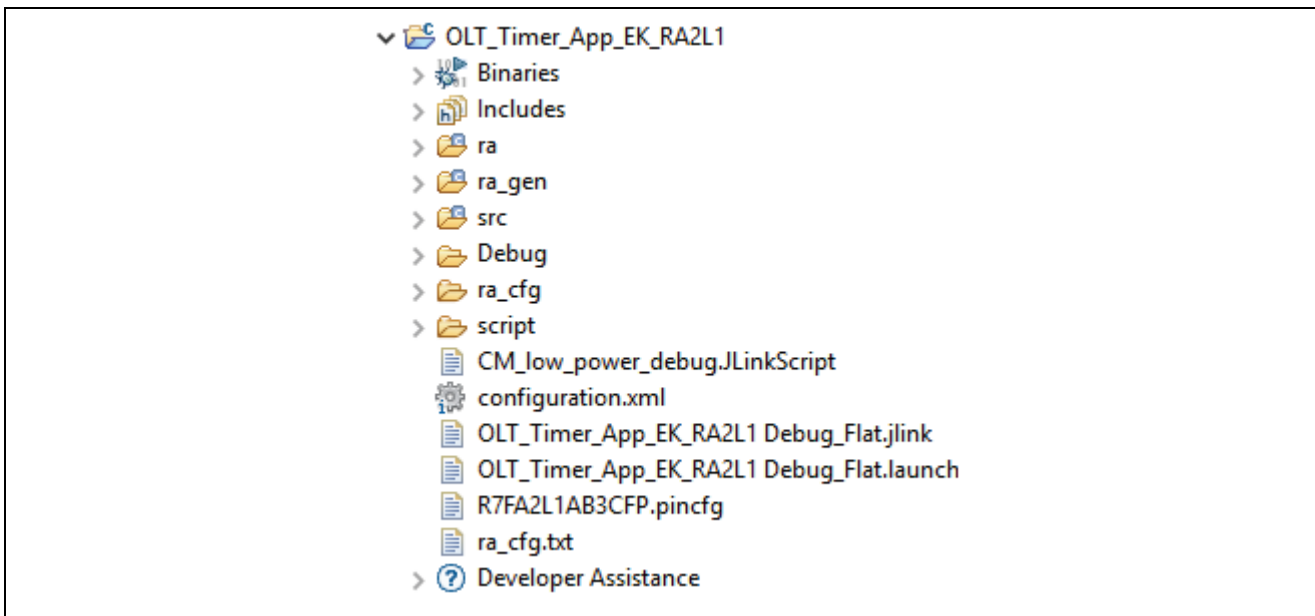 OLT_Timer_App_EK_RA2L1
Binaries
Includes
ra
ra_gen
src
Debug
ra_cfg
script
CM_low_power_debug.JLinkScript
configuration.xml
OLT_Timer_App_EK_RA2L1 Debug_Flat.jlink
OLT_Timer_App_EK_RA2L1 Debug_Flat.launch
R7FA2L1AB3CFP.pincfg
ra_cfg.txt
Developer Assistance